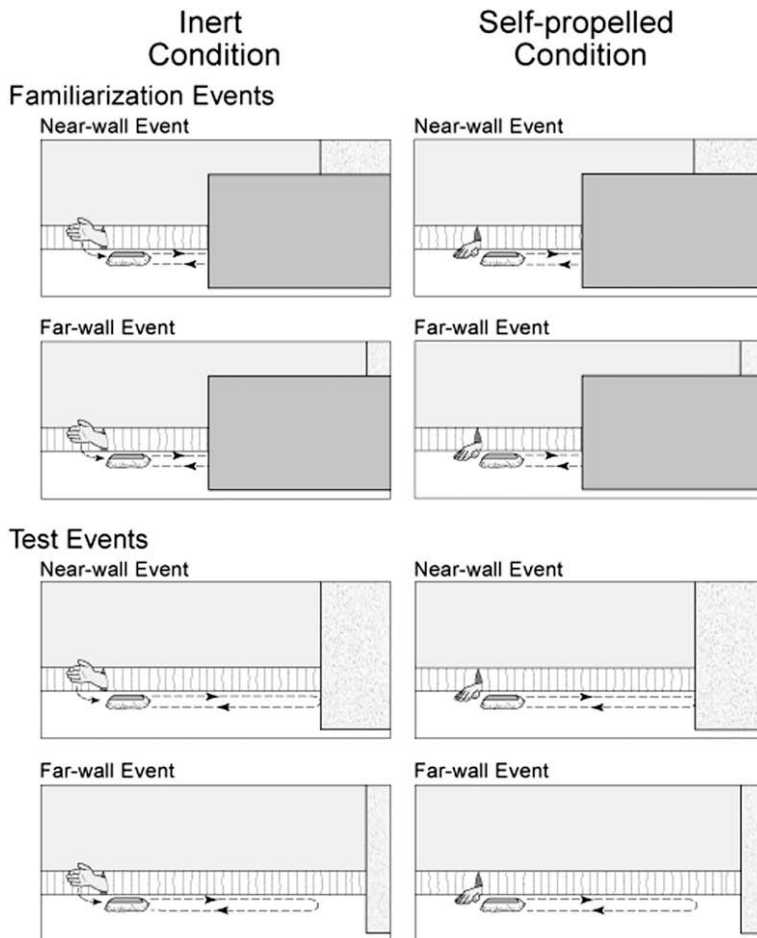 Inert
Condition
Self-propelled
Condition
Familiarization Events
Near-wall Event
Near-wall Event
Far-wall Event
Far-wall Event
Test Events
Near-wall Event
Near-wall Event
Far-wall Event
Far-wall Event